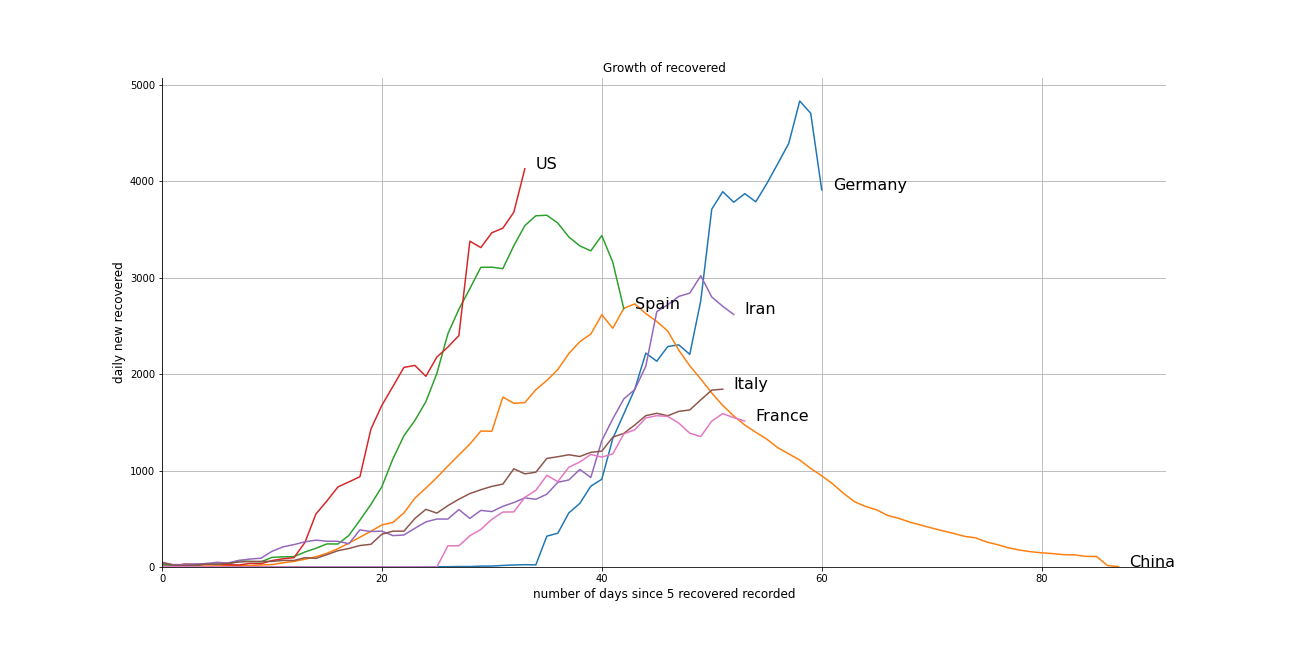 Growth of recovered
5000
US
4000
Germany
daily new recovered
3000
Spain
Iran
2000
Italy
France
1000
0
China
0
20
40
60
80
number of days since 5 recovered recorded